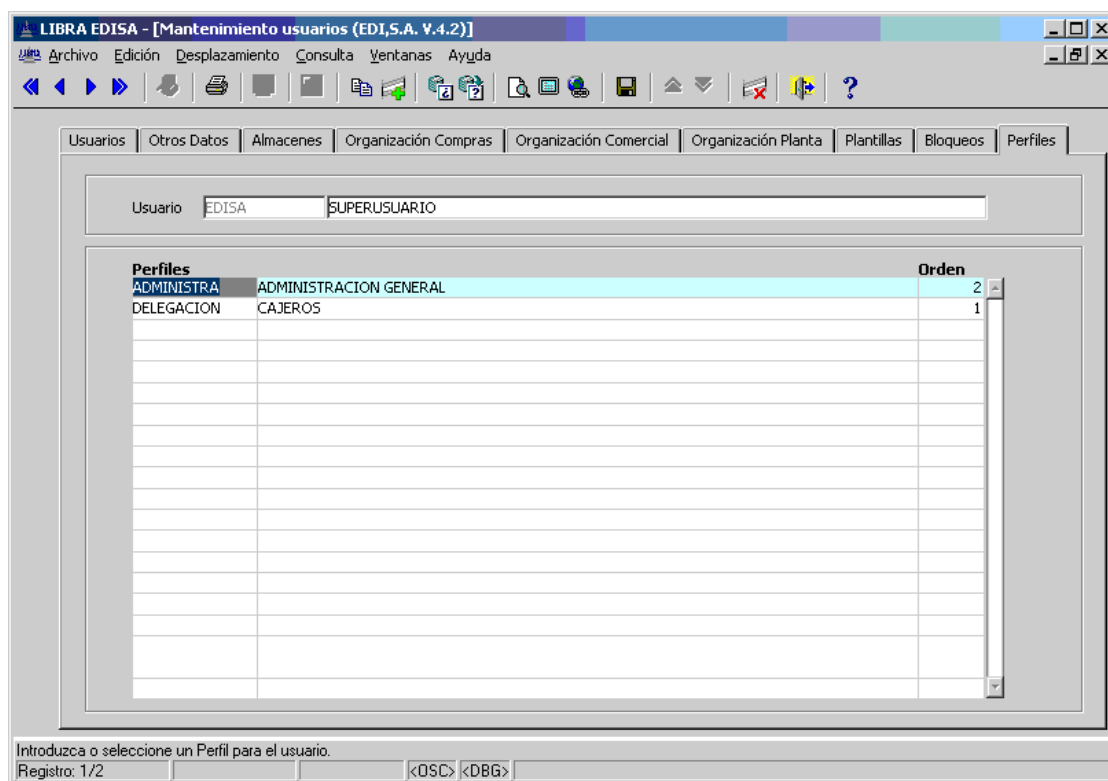 LIBRA EDISA - [Mantenimiento usuarios (EDI,S.A. V.4.2)]
Archivo Edición Desplazamiento Consulta Ventanas Ayuda
Usuarios Otros Datos Almacenes Organización Compras Organización Comercial Organización Planta Plantillas Bloqueos Perfiles
Usuario EDISA SUPERUSUARIO
Perfiles Orden
ADMINISTRA ADMINISTRACION GENERAL 2
DELEGACION CAJEROS 1
Introduzca o seleccione un Perfil para el usuario.
Registro: 1/2 <OSC> <DBG>